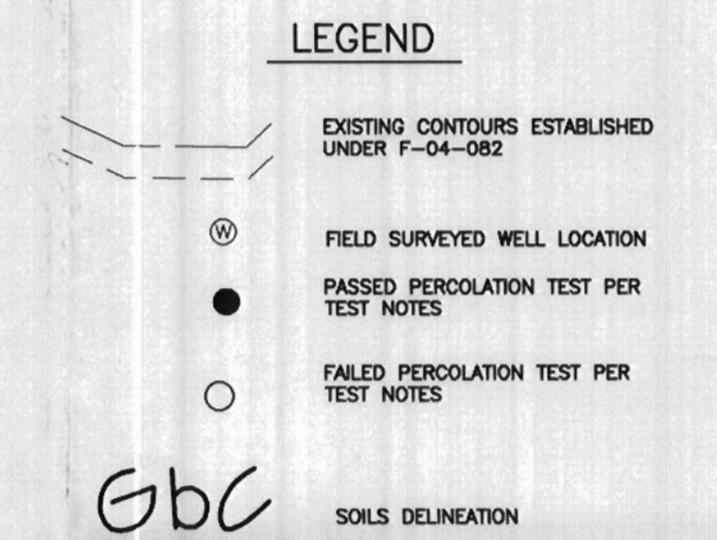 LEGEND
EXISTING CONTOURS ESTABLISHED
UNDER F-04-082
W
FIELD SURVEYED WELL LOCATION
PASSED PERCOLATION TEST PER
TEST NOTES
FAILED PERCOLATION TEST PER
TEST NOTES
GbC
SOILS DELINEATION